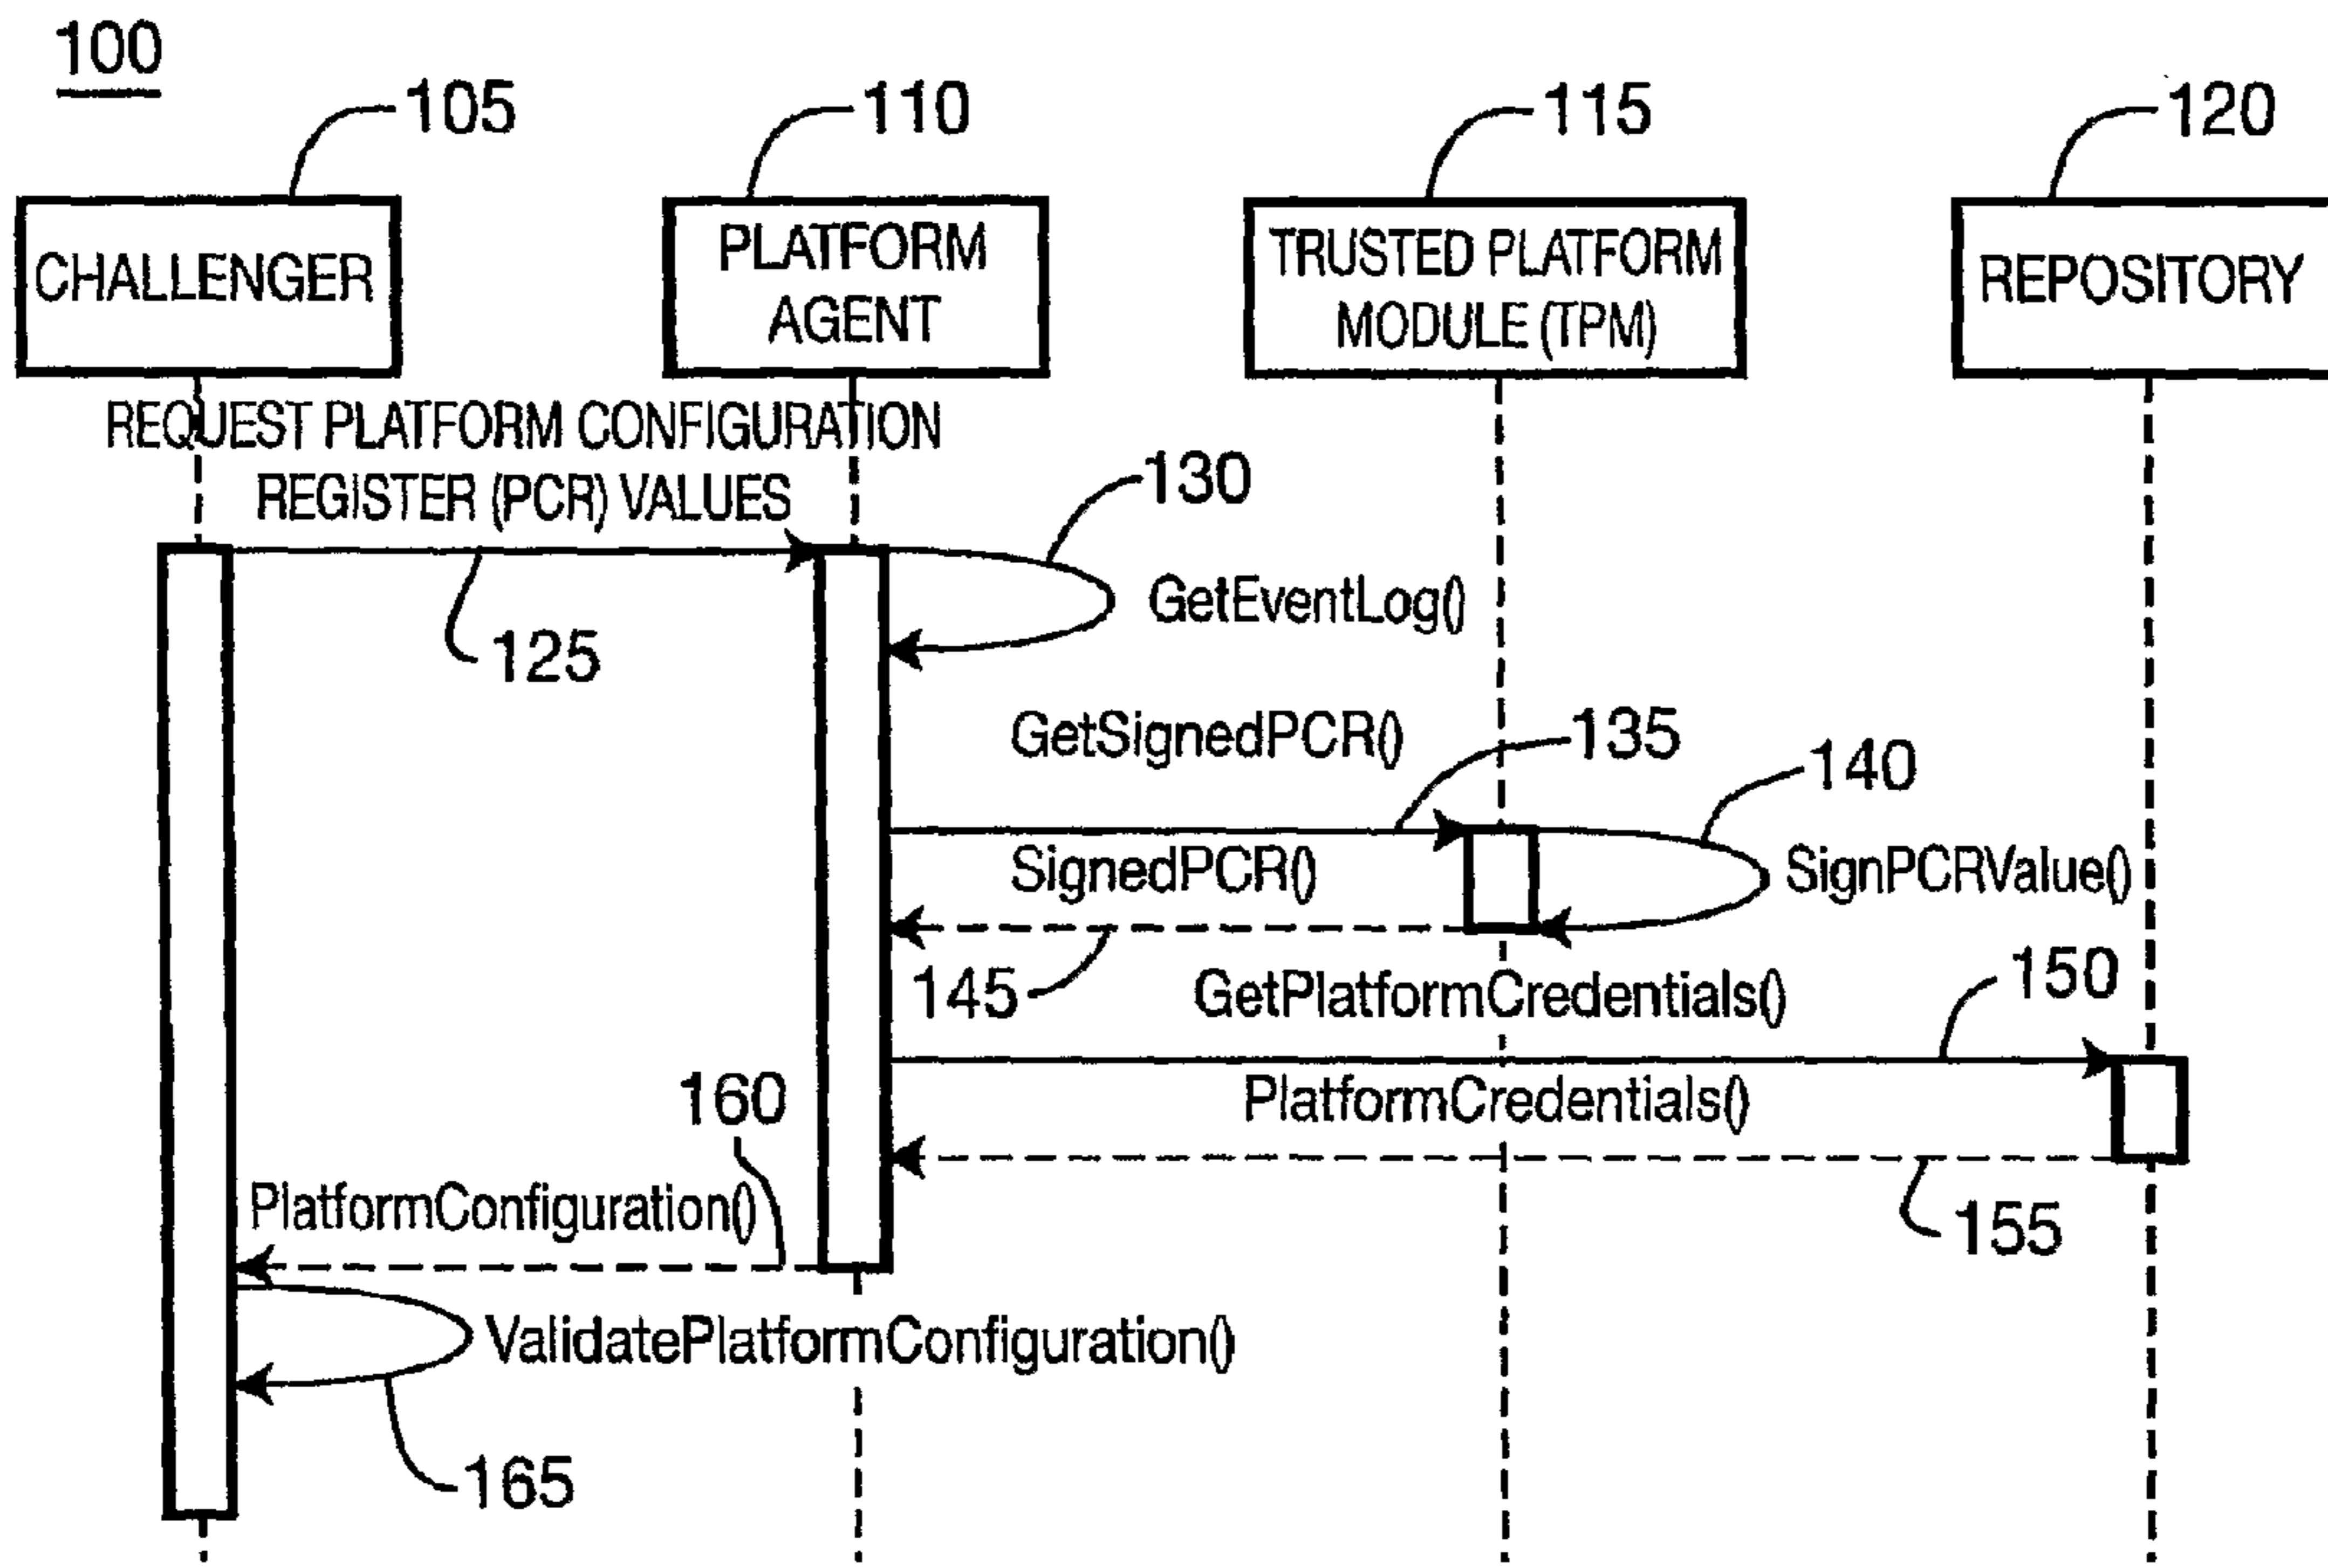 100
105
110
115
120
CHALLENGER
PLATFORM
AGENT
TRUSTED PLATFORM
MODULE (TPM)
REPOSITORY
REQUEST PLATFORM CONFIGURATION
REGISTER (PCR) VALUES
125
130
GetEventLog()
GetSignedPCR()
135
140
SignedPCR()
SignPCRValue()
145
GetPlatformCredentials()
150
PlatformCredentials()
155
160
PlatformConfiguration()
ValidatePlatformConfiguration()
165